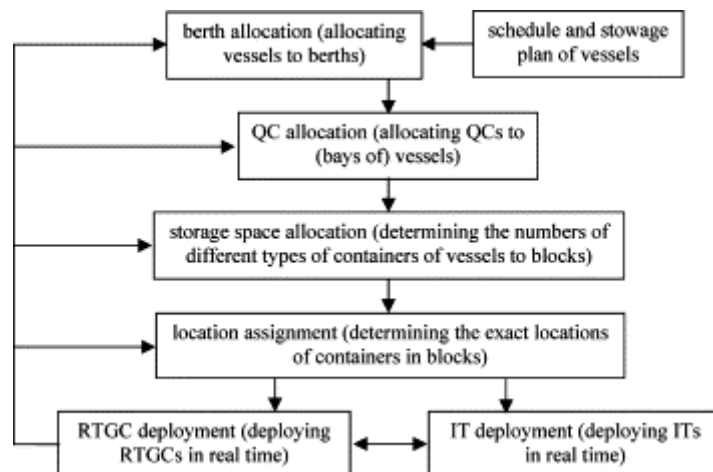 berth allocation (allocating
vessels to berths)
schedule and stowage
plan of vessels
QC allocation (allocating QCs to
(bays of) vessels)
storage space allocation (determining the numbers of
different types of containers of vessels to blocks)
location assignment (determining the exact locations
of containers in blocks)
RTGC deployment (deploying
RTGCs in real time)
IT deployment (deploying ITs
in real time)